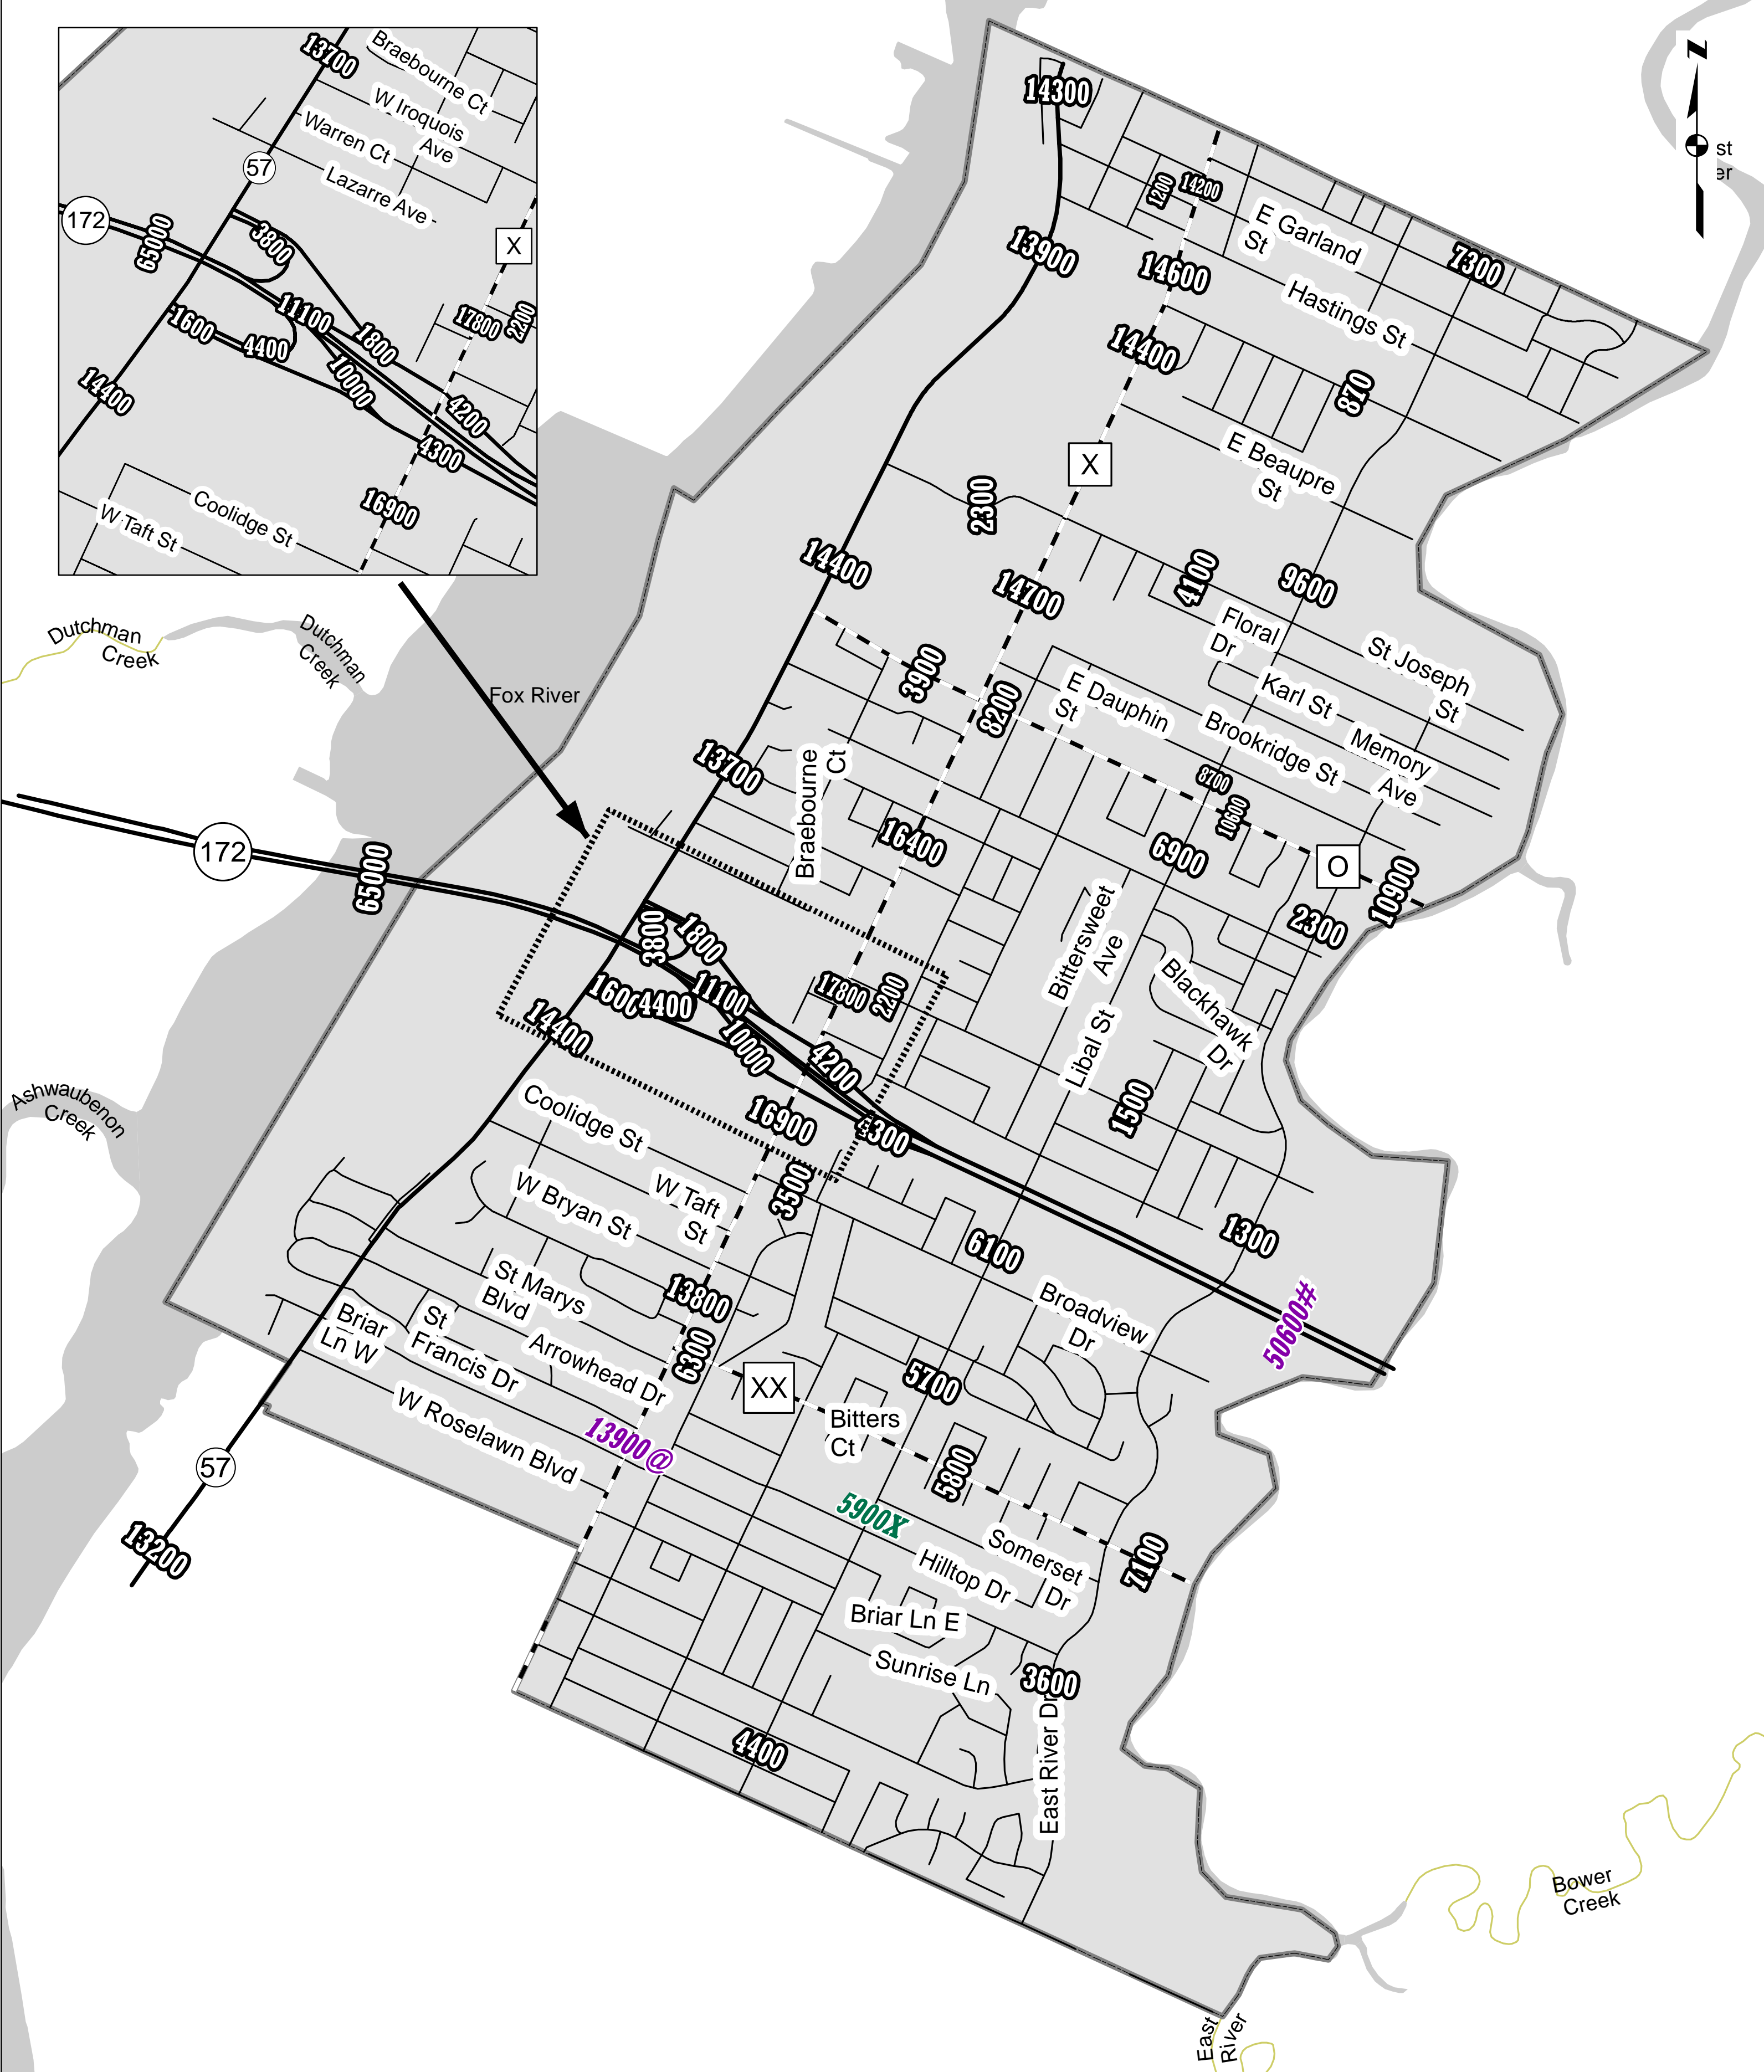 13700
Braebourne Ct
W Iroquois
Ave
Warren Ct
57
Lazarre Ave
172
65000
3800
X
11100
17800
2200
1600
4400
1800
10000
14400
4200
4300
16900
Coolidge St
W Taft St
14300
Z
st
er
1200
14200
E Garland
St
13900
14600
7300
Hastings St
14400
870
X
E Beaupre
St
2300
14400
14700
4100
9600
Floral
Dr
St Joseph
St
Dutchman
Creek
Dutchman
Creek
Fox River
3900
8200
E Dauphin
St
Karl St
Brookridge St
Memory
Ave
13700
Braebourne
Ct
8700
10600
16400
6900
O
10900
172
65000
2300
3800
1800
Bittersweet
Ave
Blackhawk
Dr
1600
4400
11100
17800
2200
14400
10000
4200
Libal St
Ashwaubenon
Creek
Coolidge St
16900
4300
1500
W Taft
St
3500
W Bryan St
6100
1300
St Marys
Blvd
13800
Broadview
Dr
50600#
Briar
Ln W
St
Francis Dr
Arrowhead Dr
6300
XX
5700
W Roselawn Blvd
13900@
Bitters
Ct
57
5800
5900X
13200
Somerset
Dr
7100
Hilltop Dr
Briar Ln E
Sunrise Ln
3600
East River Dr
4400
Bower
Creek
East
River